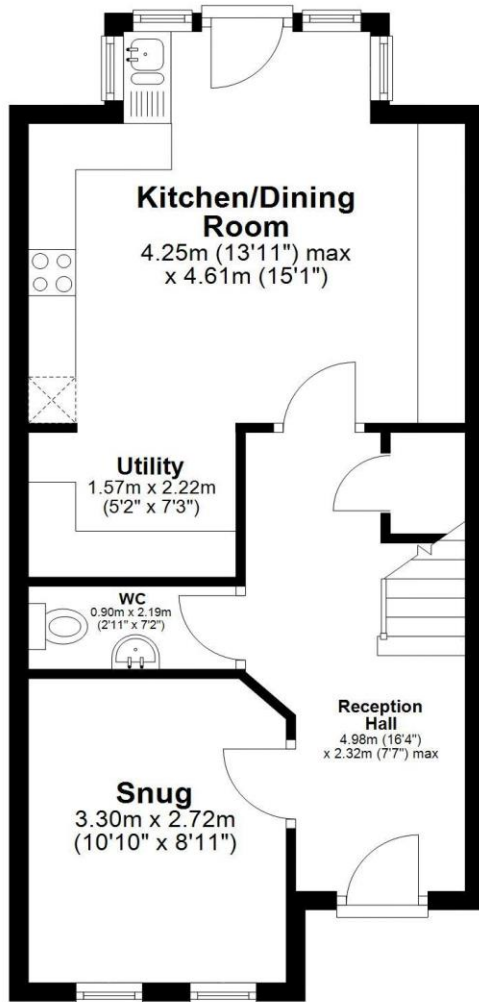 Kitchen/Dining
Room
4.25m (13'11") max
x 4.61m (15'1")
Utility
1.57m x 2.22m
(5'2" x 7'3")
WC
0.90m x 2.19m
(2'11" x 7'2")
Reception
Hall
4.98m (16'4")
x 2.32m (7'7") max
Snug
3.30m x 2.72m
(10'10" x 8'11")